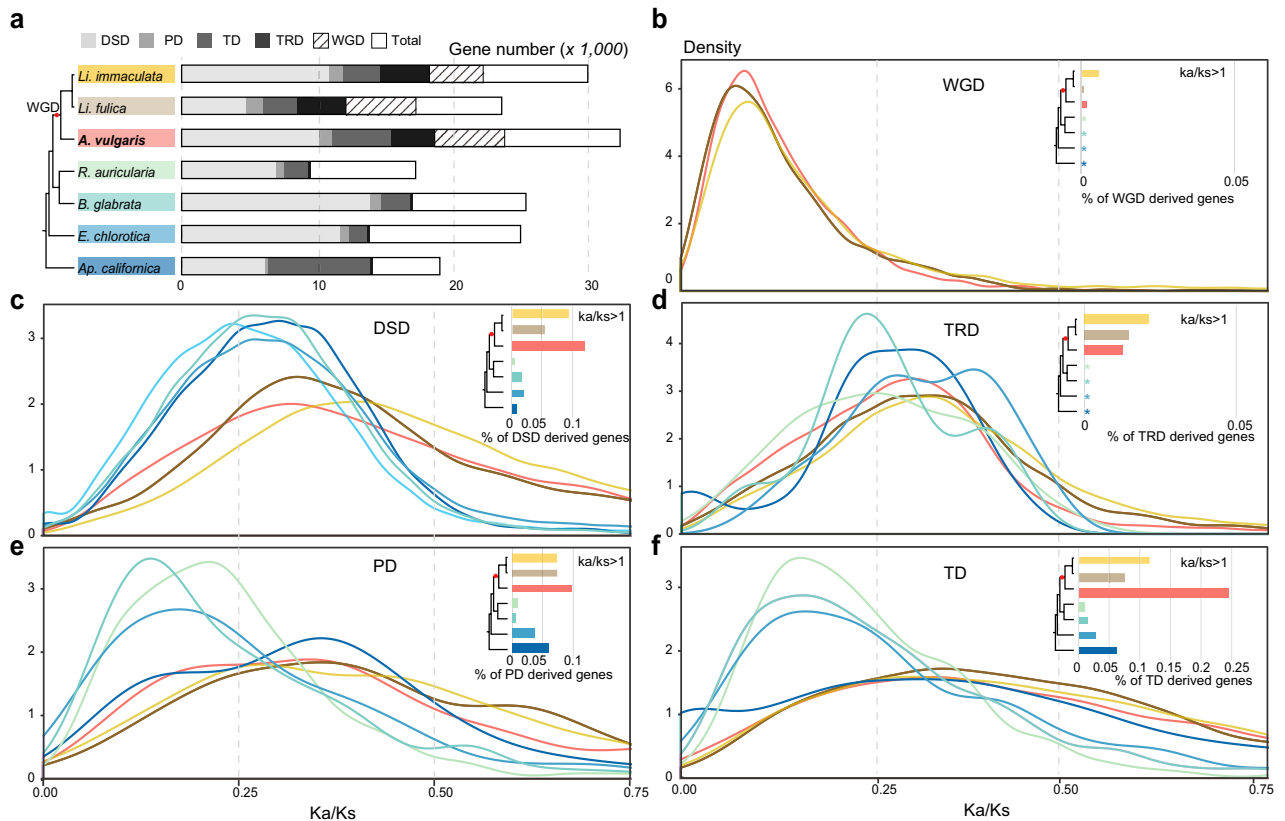 a
DSD PD TD TRD WGD Total
Gene number (x 1,000)
WGD
Li. immaculata
Li. fulica
A. vulgaris
R. auricularia
B. glabrata
E. chlorotica
Ap. californica
0 10 20 30
b
Density
WGD
6
4
2
0
ka/ks>1
*
*
*
*
0 0.05
% of WGD derived genes
c
DSD
3
2
1
0
ka/ks>1
0 0.05 0.1
% of DSD derived genes
d
TRD
4
3
2
1
0
ka/ks>1
*
*
*
*
0 0.05
% of TRD derived genes
e
PD
3
2
1
0
ka/ks>1
0 0.05 0.1
% of PD derived genes
0.00 0.25 0.50 0.75
Ka/Ks
f
TD
3
2
1
0
ka/ks>1
0 0.05 0.1 0.15 0.2 0.25
% of TD derived genes
0.25 0.50 0.75
Ka/Ks